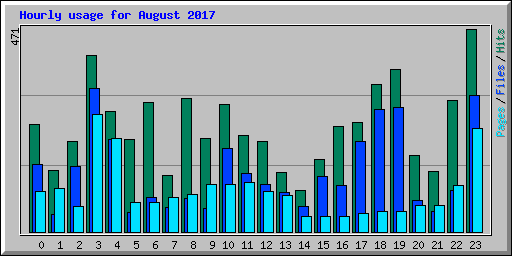 Hourly usage for August 2017
471
Pages/Files/Hits
0 1 2 3 4 5 6 7 8 9 10 11 12 13 14 15 16 17 18 19 20 21 22 23